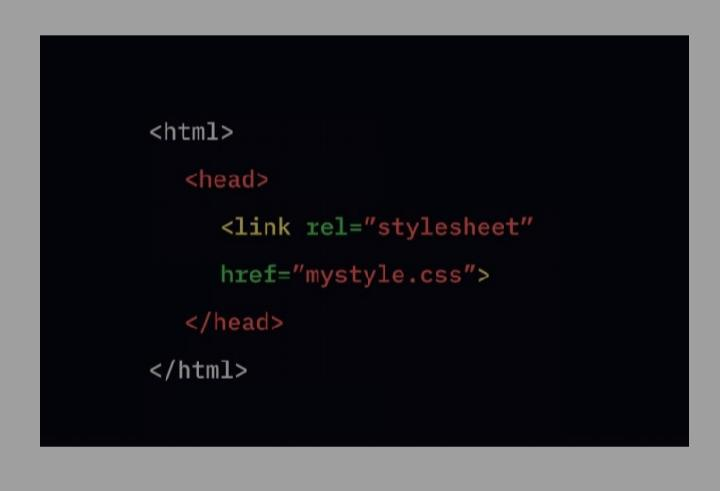 <html>
<head>
<link rel=”stylesheet”
href=”mystyle.css”>
</head>
</html>